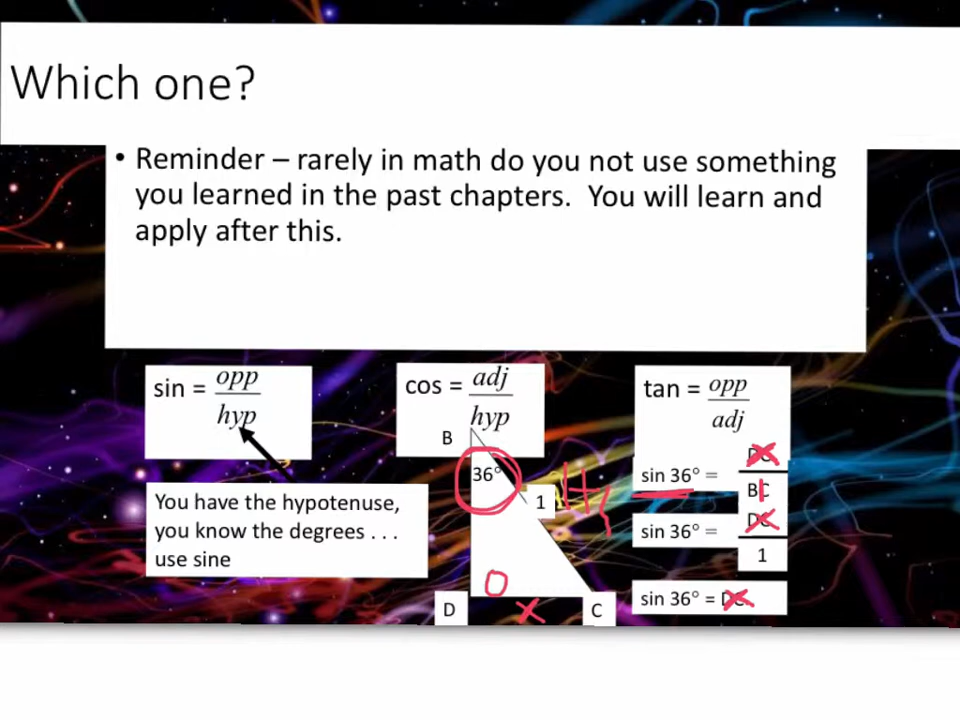 Which one?
• Reminder – rarely in math do you not use something
you learned in the past chapters. You will learn and
apply after this.
sin = opp
hyp
cos = adj
hyp
tan = opp
adj
You have the hypotenuse,
you know the degrees . . .
use sine
B
36°
1
H
O
D
x
C
sin 36° = x
BC
1
sin 36° = x
1
sin 36° = x